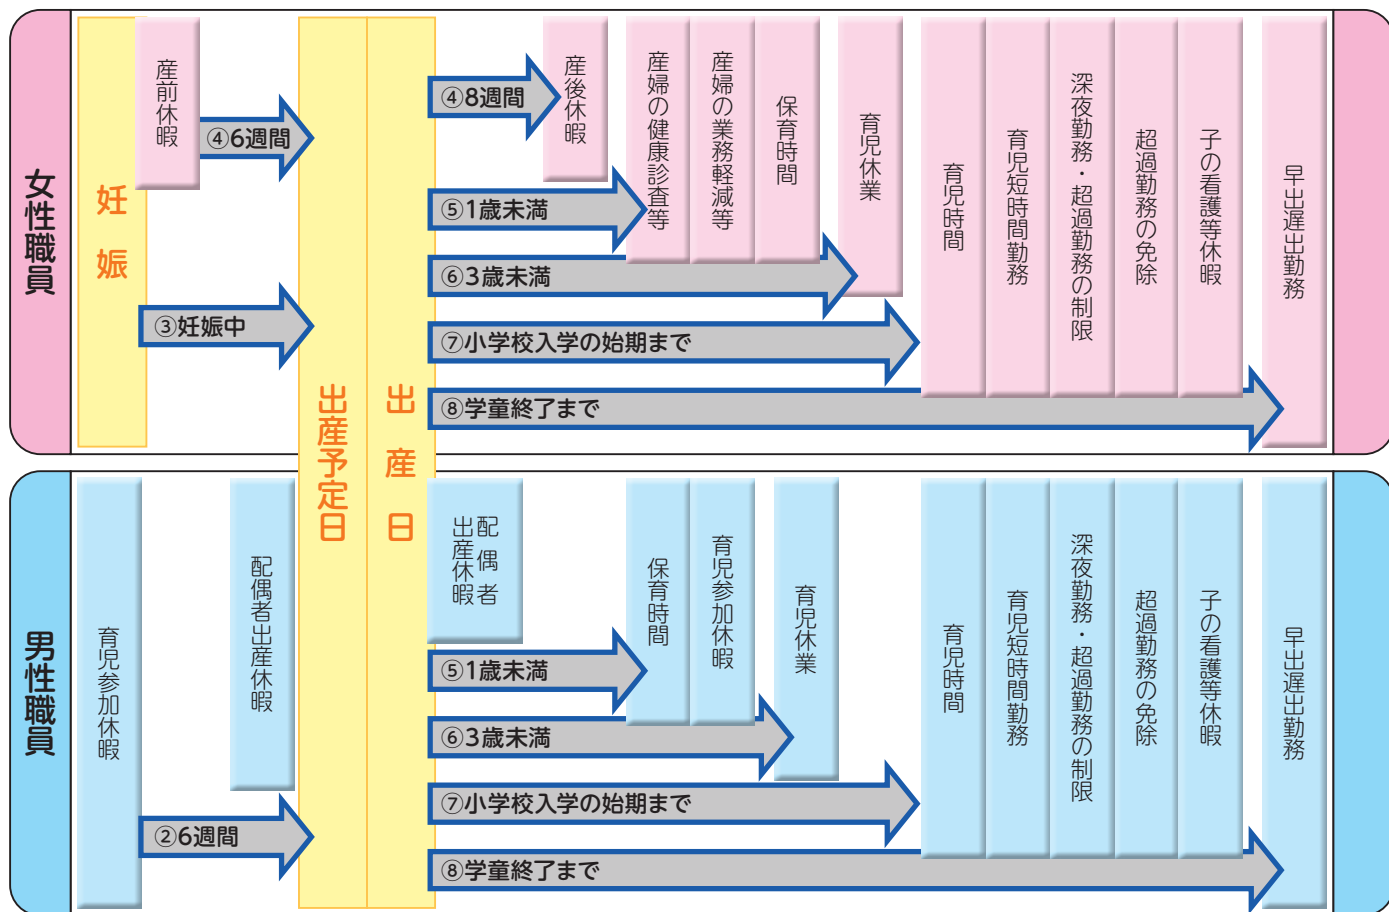 女性職員
妊娠
産前休暇
④6週間
③妊娠中
出産予定日
出産日
④8週間
産後休暇
⑤1歳未満
産婦の健康診査等
産婦の業務軽減等
保育時間
⑥3歳未満
育児休業
⑦小学校入学の始期まで
育児時間
育児短時間勤務
深夜勤務・超過勤務の制限
超過勤務の免除
子の看護等休暇
⑧学童終了まで
早出遅出勤務
男性職員
育児参加休暇
②6週間
配偶者出産休暇
配偶者
出産休暇
⑤1歳未満
保育時間
育児参加休暇
⑥3歳未満
育児休業
⑦小学校入学の始期まで
育児時間
育児短時間勤務
深夜勤務・超過勤務の制限
超過勤務の免除
子の看護等休暇
⑧学童終了まで
早出遅出勤務